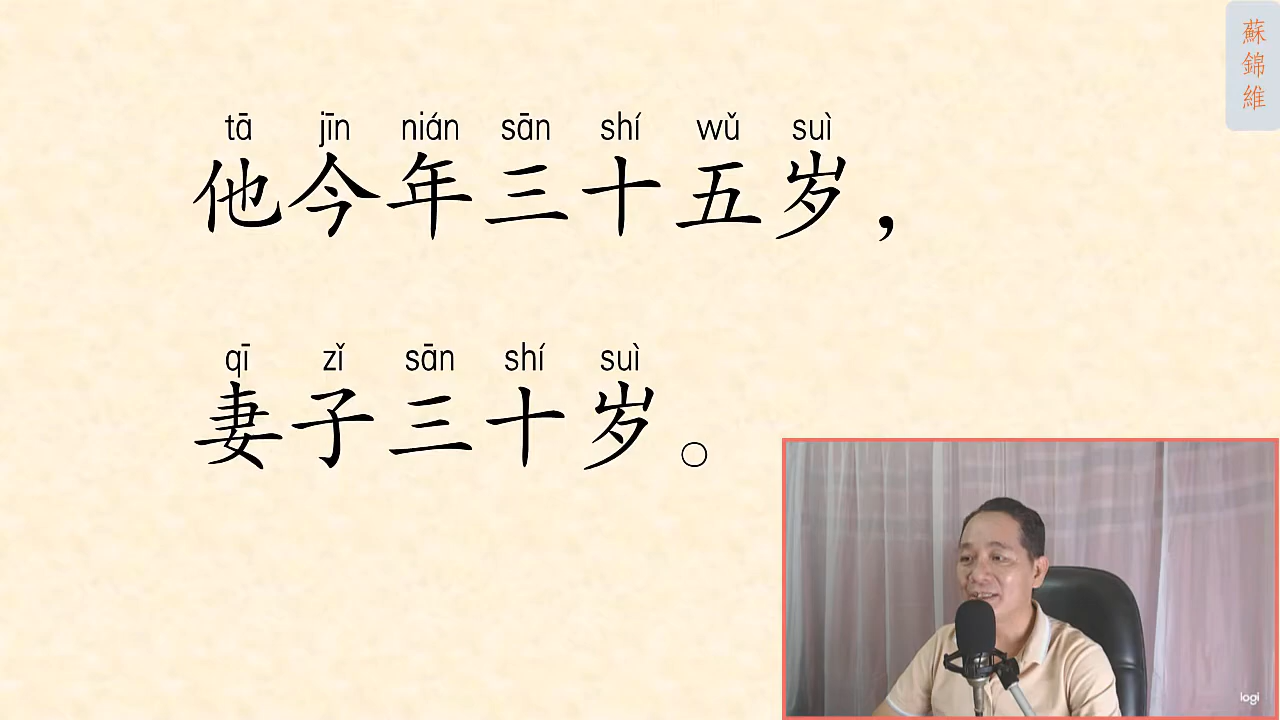 tā jīn nián sān shí wǔ suì
他今年三十五岁，
qī zǐ sān shí suì
妻子三十岁。
蘇錦維
logi